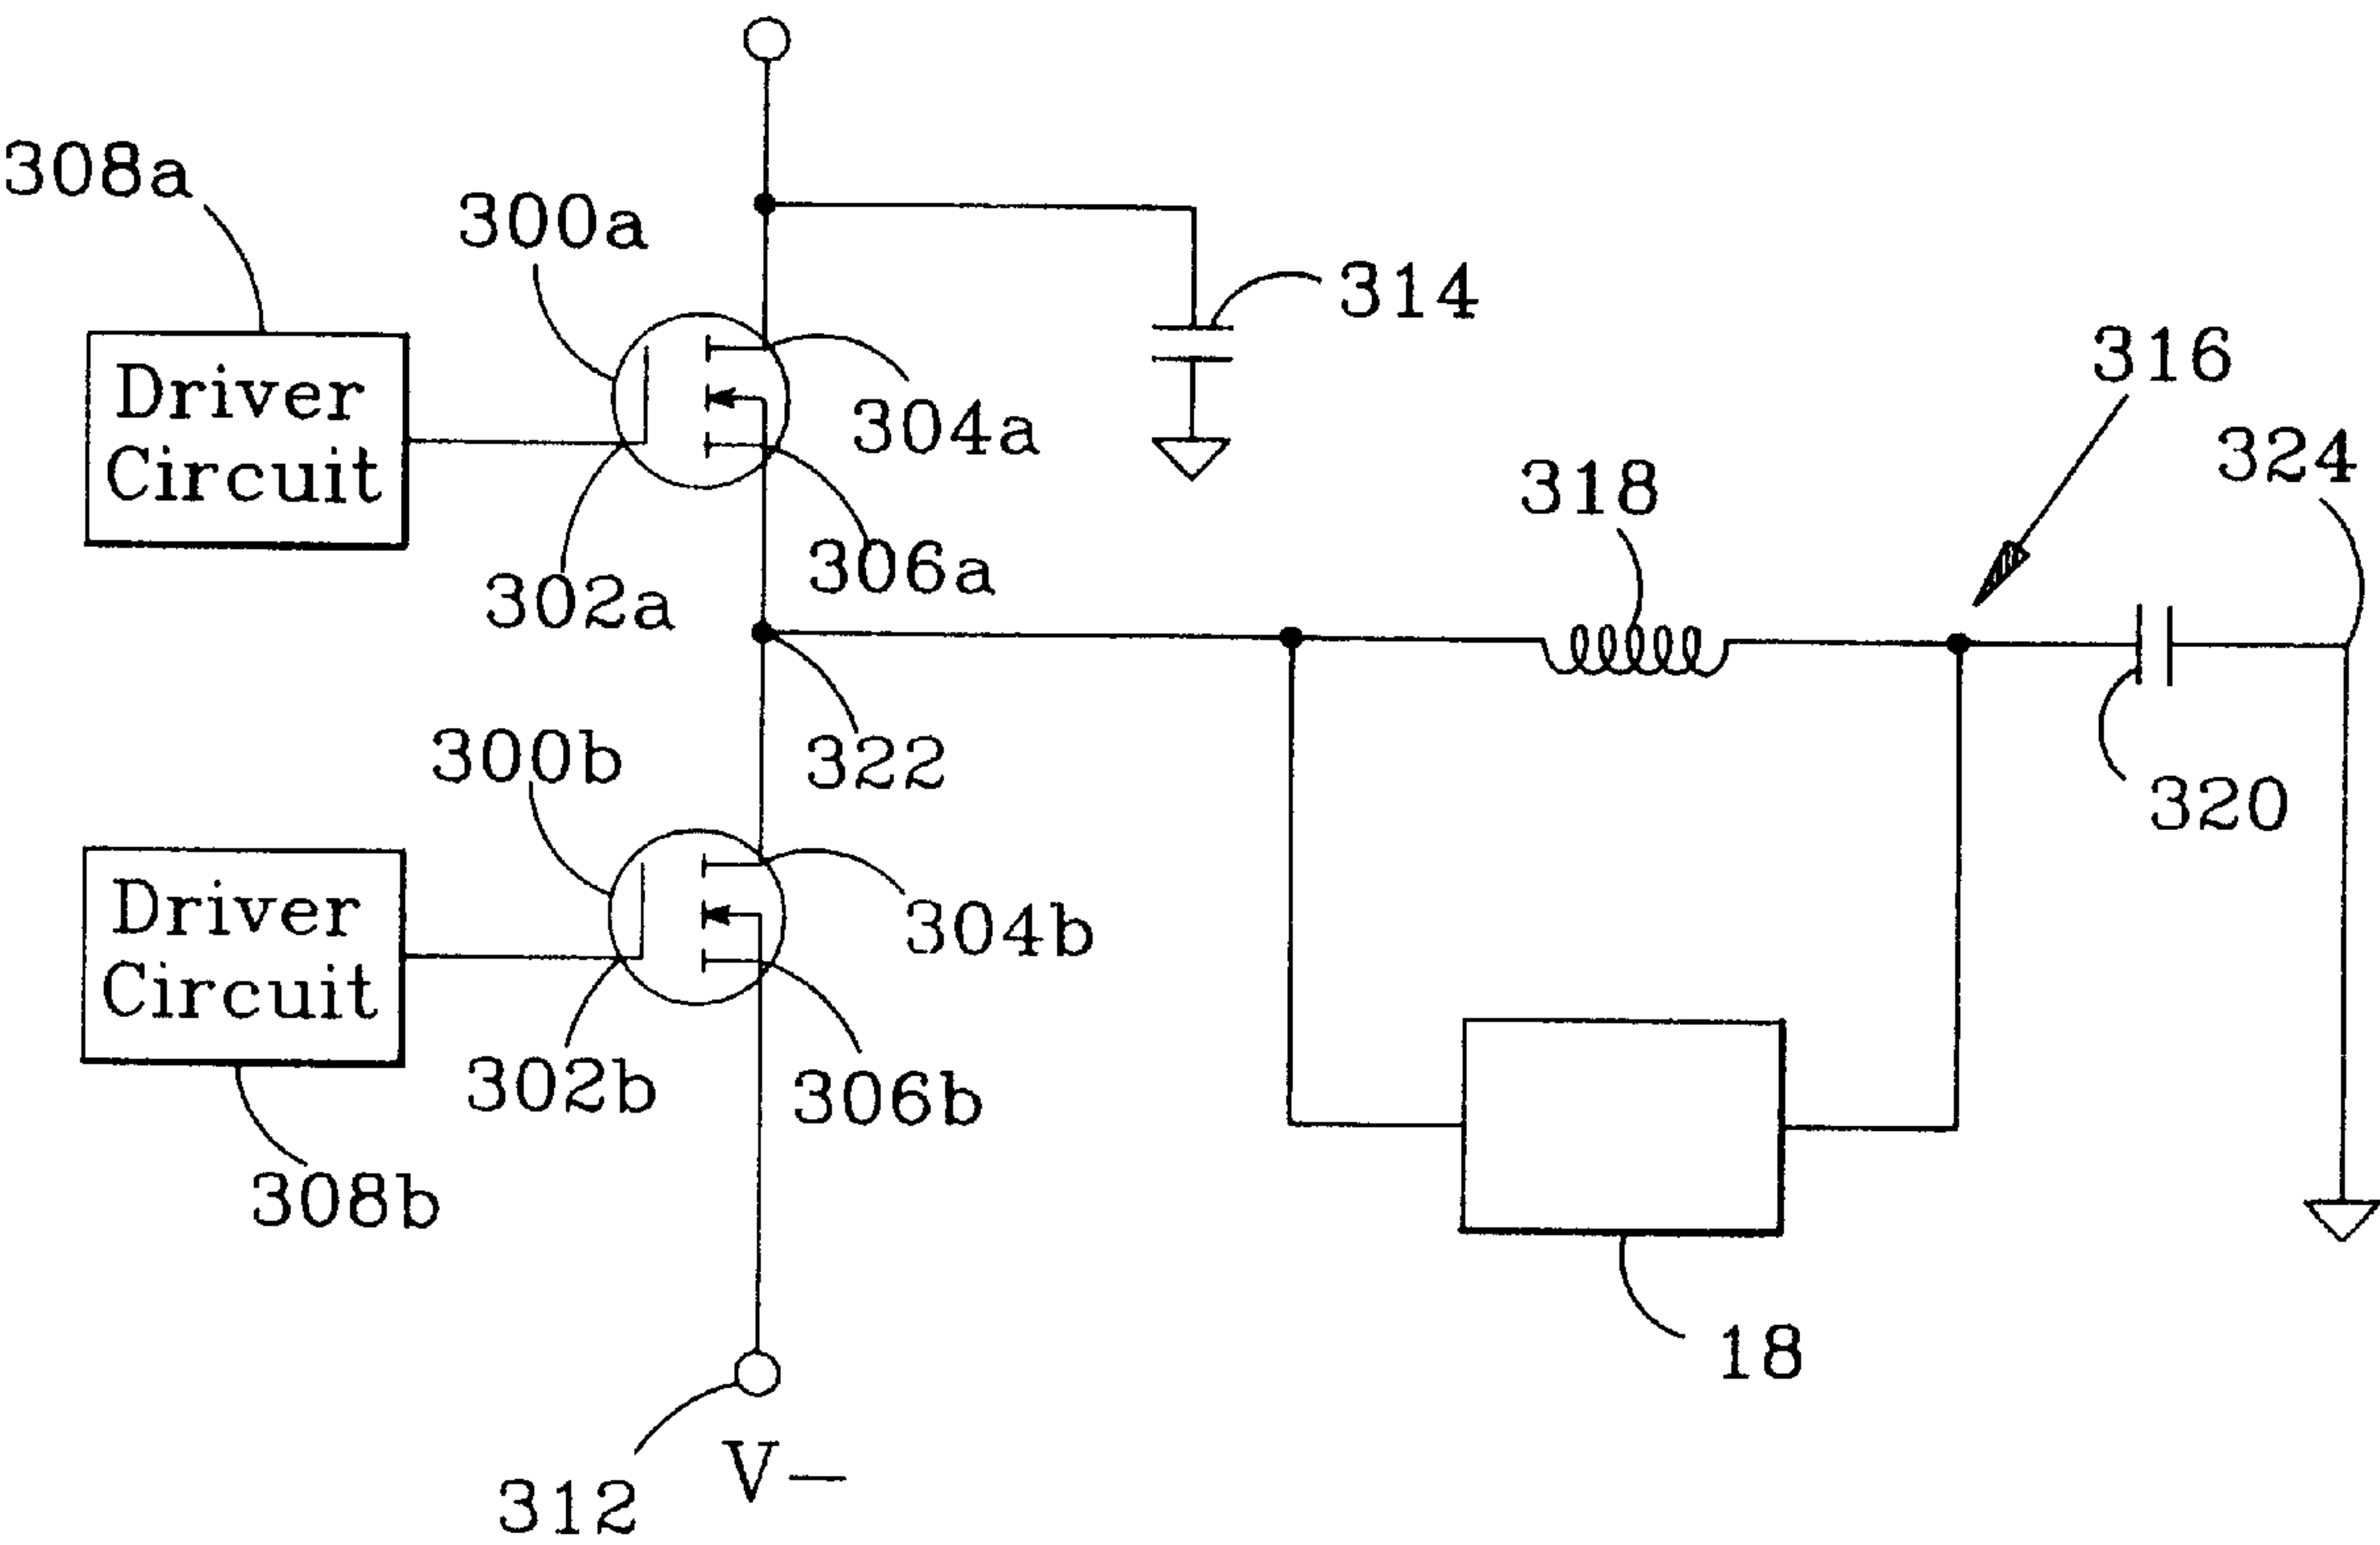 308a
300a
314
316
Driver
Circuit
304a
324
318
306a
302a
300b
322
320
Driver
Circuit
304b
302b
306b
308b
18
V-
312